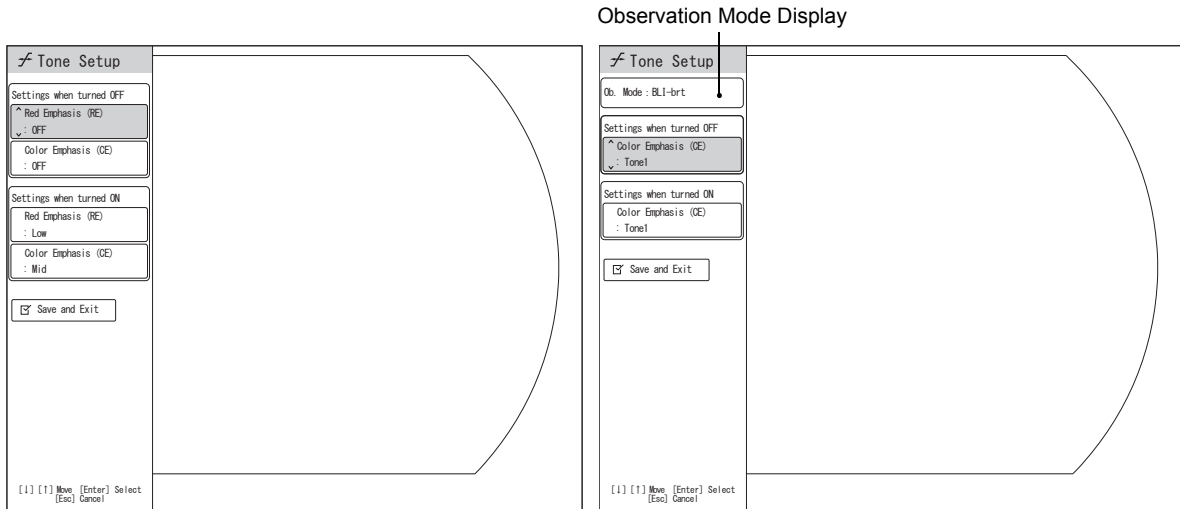 Observation Mode Display
Tone Setup
Settings when turned OFF
^ Red Emphasis (RE)
⌄: OFF
Color Emphasis (CE)
: OFF
Settings when turned ON
Red Emphasis (RE)
: Low
Color Emphasis (CE)
: Mid
Save and Exit
[↓] [↑] Move [Enter] Select
[Esc] Cancel
Tone Setup
Ob. Mode : BLI-brt
Settings when turned OFF
^ Color Emphasis (CE)
⌄: Tone1
Settings when turned ON
Color Emphasis (CE)
: Tone1
Save and Exit
[↓] [↑] Move [Enter] Select
[Esc] Cancel